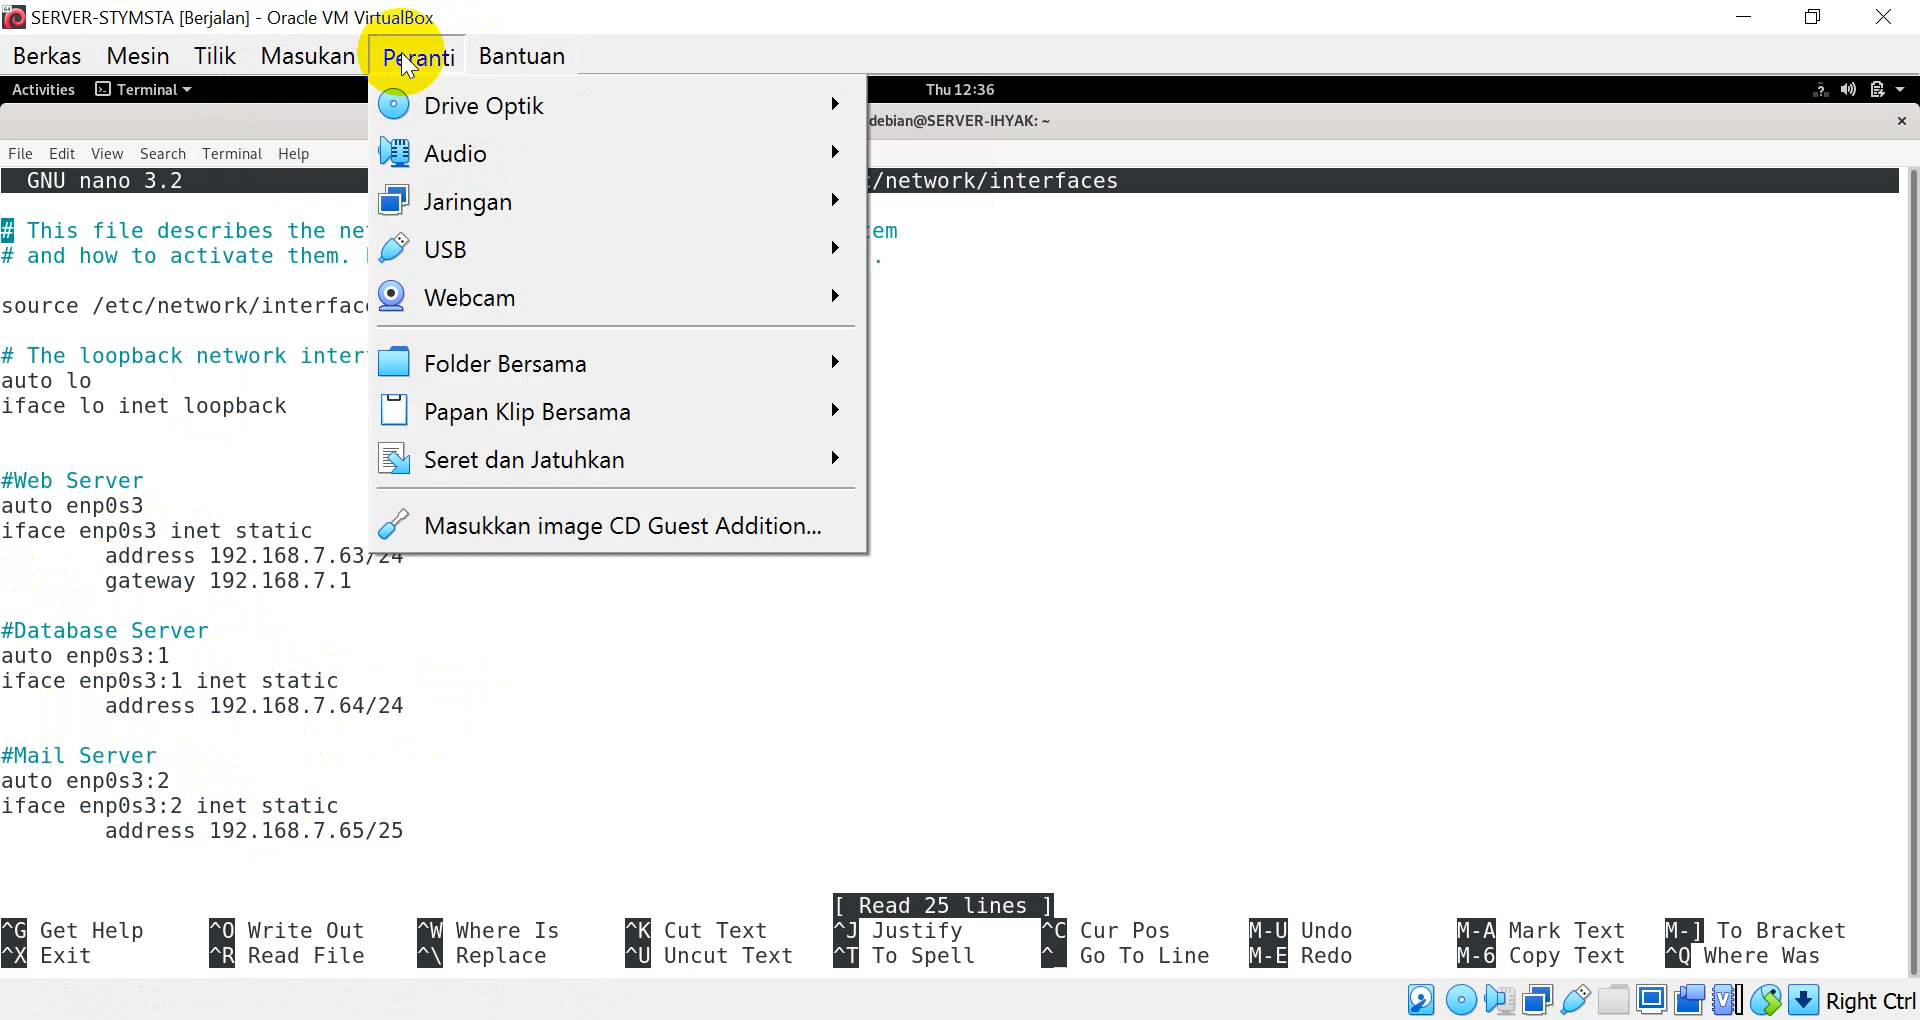 SERVER-STYMSTA [Berjalan] - Oracle VM VirtualBox
Berkas Mesin Tilik Masukan Peranti Bantuan
Activities Terminal Thu 12:36
debian@SERVER-IHYAK: ~
File Edit View Search Terminal Help
GNU nano 3.2 /network/interfaces
Drive Optik
Audio
Jaringan
USB
Webcam
Folder Bersama
Papan Klip Bersama
Seret dan Jatuhkan
Masukkan image CD Guest Addition...
# This file describes the ne em
# and how to activate them. .
source /etc/network/interfac
# The loopback network inter
auto lo
iface lo inet loopback
#Web Server
auto enp0s3
iface enp0s3 inet static
address 192.168.7.63/24
gateway 192.168.7.1
#Database Server
auto enp0s3:1
iface enp0s3:1 inet static
address 192.168.7.64/24
#Mail Server
auto enp0s3:2
iface enp0s3:2 inet static
address 192.168.7.65/25
[ Read 25 lines ]
^G Get Help ^O Write Out ^W Where Is ^K Cut Text ^J Justify ^C Cur Pos M-U Undo M-A Mark Text M-] To Bracket
^X Exit ^R Read File ^\ Replace ^U Uncut Text ^T To Spell ^_ Go To Line M-E Redo M-6 Copy Text ^Q Where Was
Right Ctrl